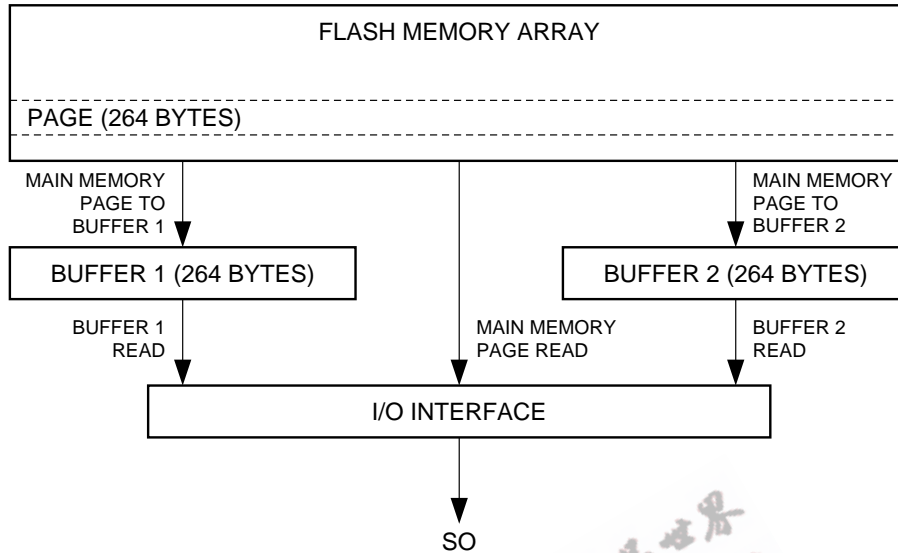 FLASH MEMORY ARRAY
PAGE (264 BYTES)
MAIN MEMORY
PAGE TO
BUFFER 1
MAIN MEMORY
PAGE TO
BUFFER 2
BUFFER 1 (264 BYTES)
BUFFER 2 (264 BYTES)
BUFFER 1
READ
MAIN MEMORY
PAGE READ
BUFFER 2
READ
I/O INTERFACE
SO
世界